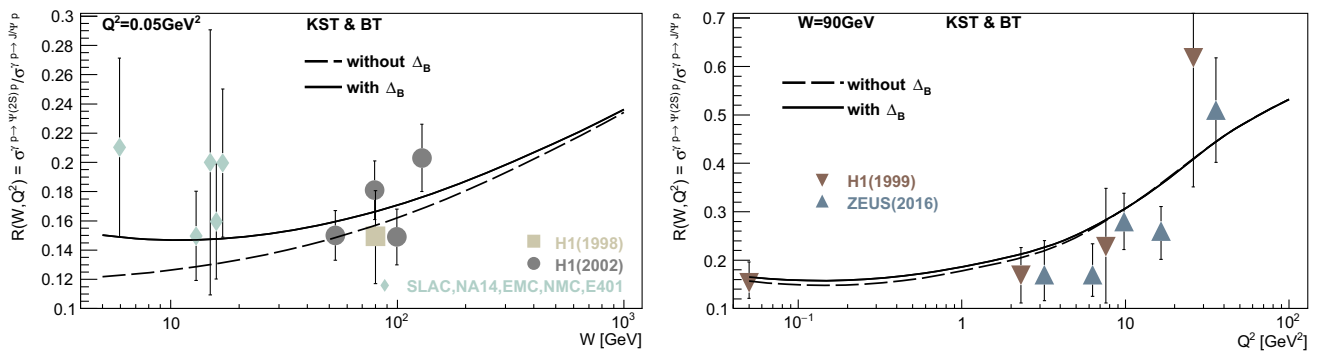 Q²=0.05GeV² KST & BT
without Δ_B
with Δ_B
H1(1998)
H1(2002)
SLAC,NA14,EMC,NMC,E401
R(W,Q²) = σ^{γ p→ Ψ(2S) p}/σ^{γ p→ J/Ψ p}
0.3
0.28
0.26
0.24
0.22
0.2
0.18
0.16
0.14
0.12
0.1
10 10² 10³
W [GeV]
W=90GeV KST & BT
without Δ_B
with Δ_B
H1(1999)
ZEUS(2016)
R(W,Q²) = σ^{γ p→ Ψ(2S) p}/σ^{γ p→ J/Ψ p}
0.7
0.6
0.5
0.4
0.3
0.2
0.1
10⁻¹ 1 10 10²
Q² [GeV²]